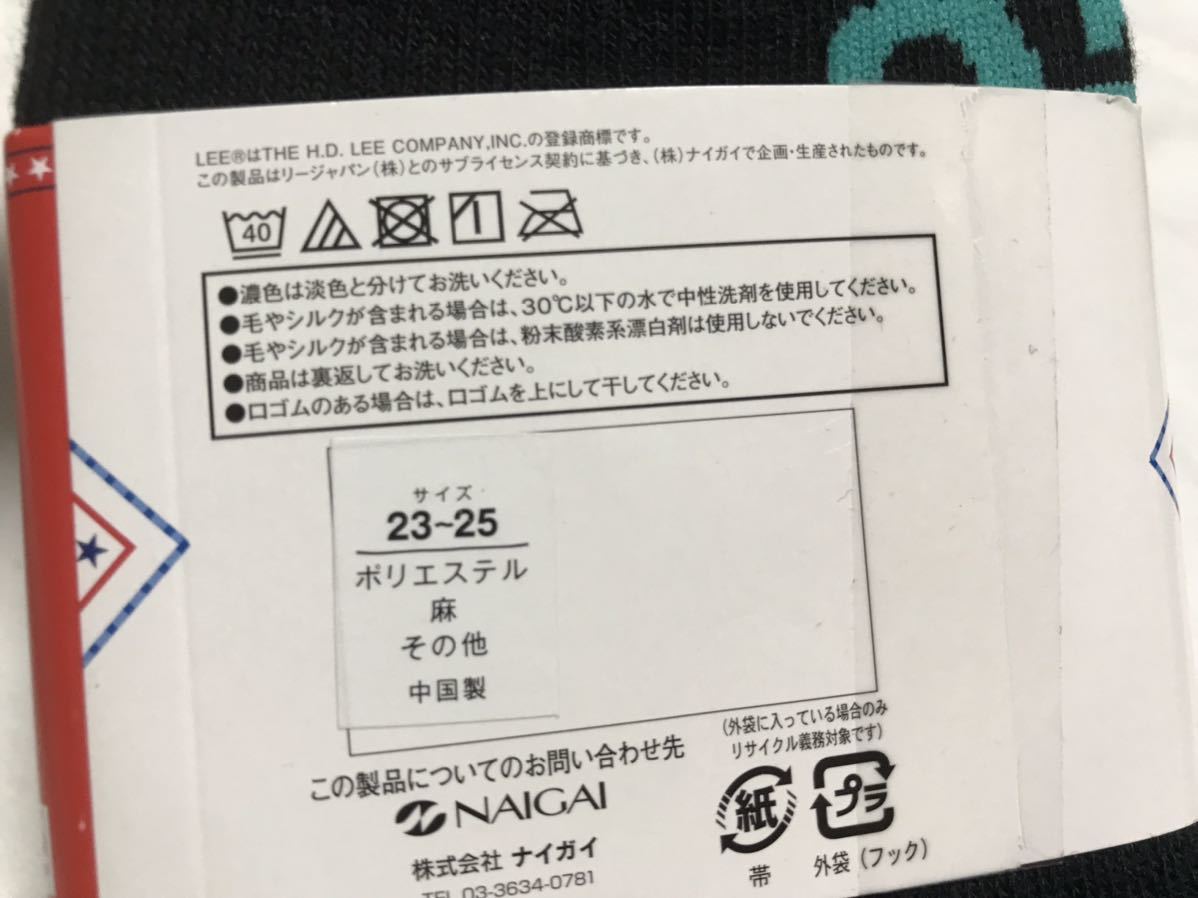 LEE®はTHE H.D. LEE COMPANY,INC.の登録商標です。
この製品はリージャパン(株)とのサブライセンス契約に基づき、(株)ナイガイで企画・生産されたものです。
40
●濃色は淡色と分けてお洗いください。
●毛やシルクが含まれる場合は、30℃以下の水で中性洗剤を使用してください。
●毛やシルクが含まれる場合は、粉末酸素系漂白剤は使用しないでください。
●商品は裏返してお洗いください。
●口ゴムのある場合は、口ゴムを上にして干してください。
サイズ
23~25
ポリエステル
麻
その他
中国製
(外袋に入っている場合のみ
リサイクル義務対象です)
この製品についてのお問い合わせ先
NAIGAI
株式会社 ナイガイ
TEL 03-3634-0781
紙
帯
プラ
外袋(フック)